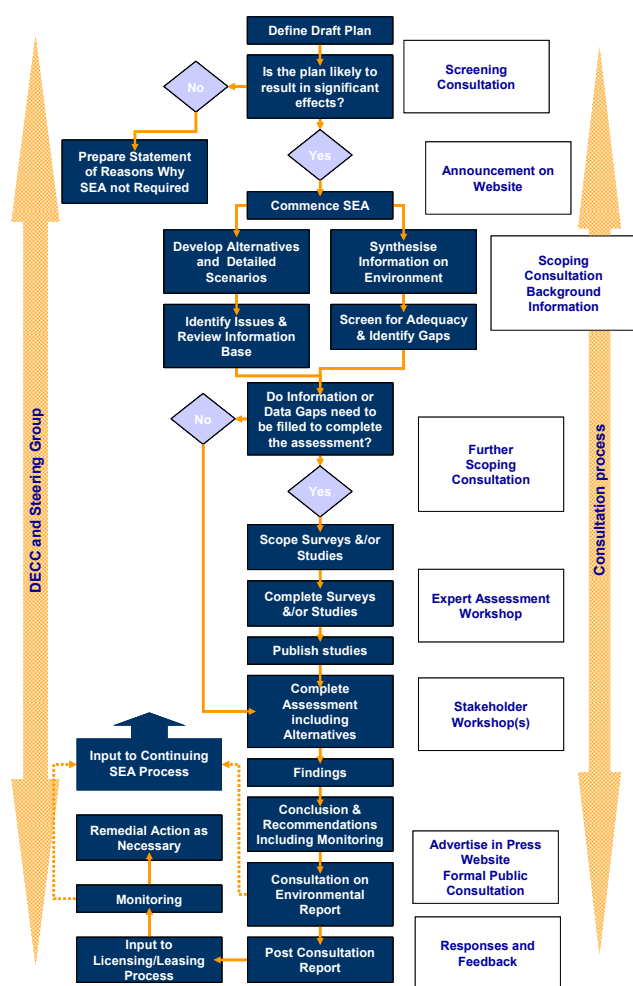 Define Draft Plan
Is the plan likely to
result in significant
effects?
No
Screening
Consultation
Yes
Prepare Statement
of Reasons Why
SEA not Required
Announcement on
Website
Commence SEA
Develop Alternatives
and Detailed
Scenarios
Synthesise
Information on
Environment
Scoping
Consultation
Background
Information
Identify Issues &
Review Information
Base
Screen for Adequacy
& Identify Gaps
Do Information or
Data Gaps need to
be filled to complete
the assessment?
No
Further
Scoping
Consultation
Yes
Scope Surveys &/or
Studies
Complete Surveys
&/or Studies
Expert Assessment
Workshop
Publish studies
Complete
Assessment
including
Alternatives
Stakeholder
Workshop(s)
Input to Continuing
SEA Process
Findings
Conclusion &
Recommendations
Including Monitoring
Remedial Action as
Necessary
Advertise in Press
Website
Formal Public
Consultation
Consultation on
Environmental
Report
Monitoring
Input to
Licensing/Leasing
Process
Post Consultation
Report
Responses and
Feedback
DECC and Steering Group
Consultation process